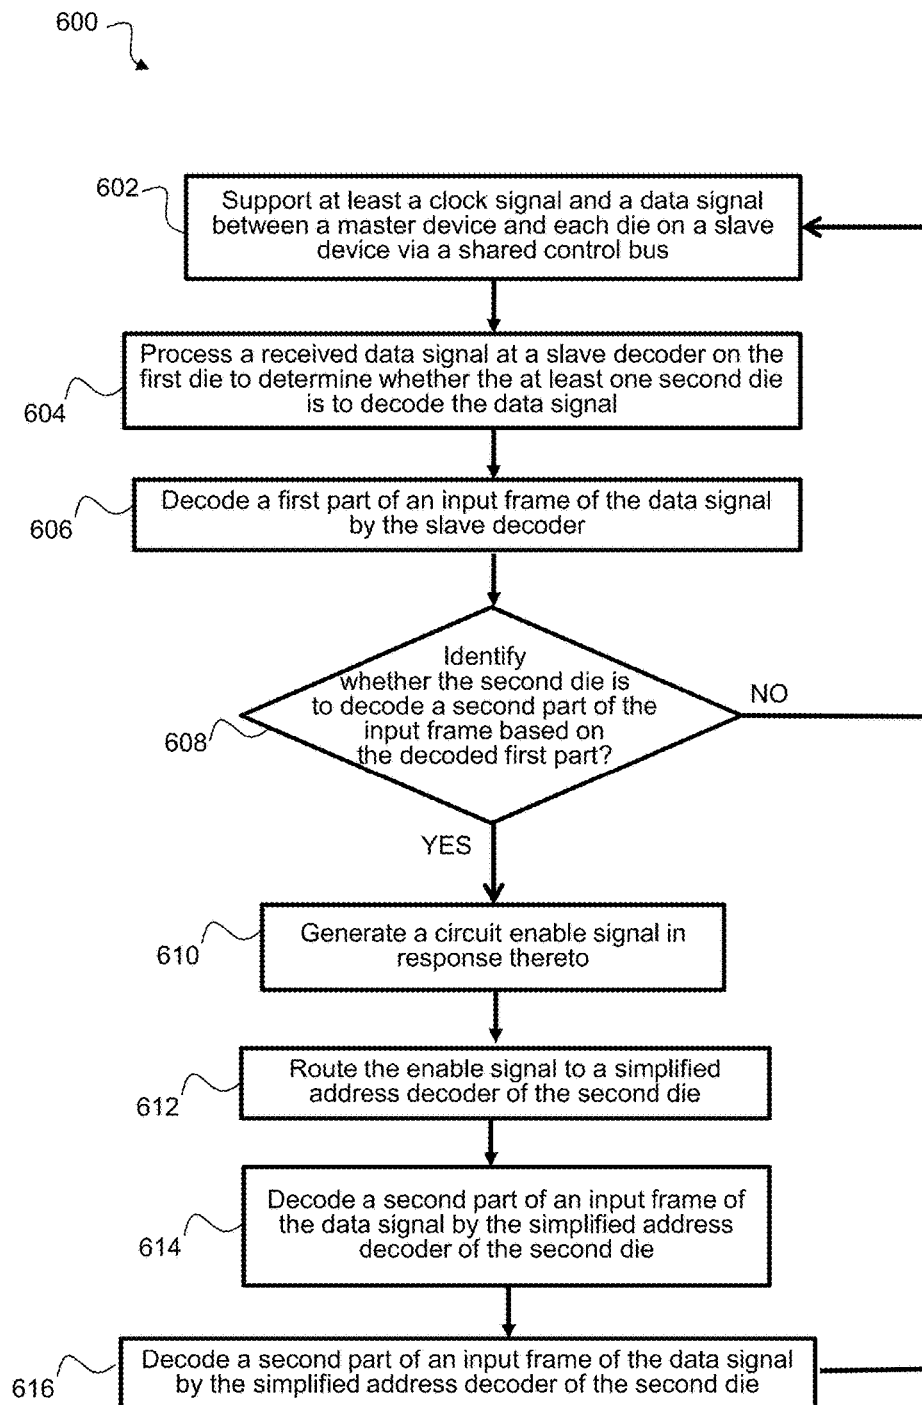 600
602
Support at least a clock signal and a data signal
between a master device and each die on a slave
device via a shared control bus
604
Process a received data signal at a slave decoder on the
first die to determine whether the at least one second die
is to decode the data signal
606
Decode a first part of an input frame of the data signal
by the slave decoder
608
Identify
whether the second die is
to decode a second part of the
input frame based on
the decoded first part?
NO
YES
610
Generate a circuit enable signal in
response thereto
612
Route the enable signal to a simplified
address decoder of the second die
614
Decode a second part of an input frame of
the data signal by the simplified address
decoder of the second die
616
Decode a second part of an input frame of the data signal
by the simplified address decoder of the second die